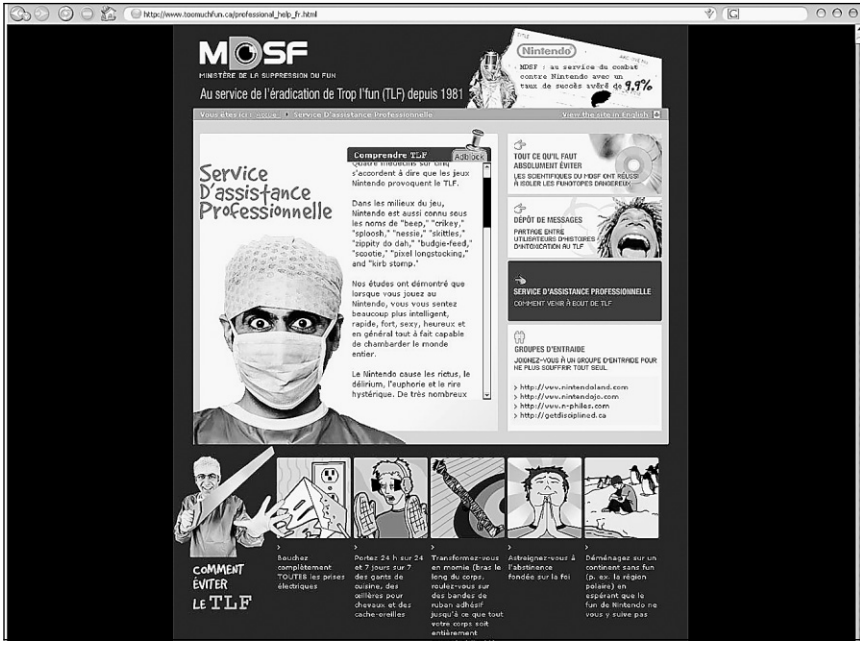 http://www.toomuchfun.ca/professional_help_fr.html
MDSF
MINISTÈRE DE LA SUPPRESSION DU FUN
Au service de l'éradication de Trop l'fun (TLF) depuis 1981
Nintendo
MDSF : au service du combat
contre Nintendo avec un
taux de succès avéré de 9,9%
Vous êtes ici : > Service D'assistance Professionnelle
View the site in English
Service
D'assistance
Professionnelle
Comprendre TLF
Adblock
Quatre médecins sur cinq
s'accordent à dire que les jeux
Nintendo provoquent le TLF.
Dans les milieux du jeu,
Nintendo est aussi connu sous
les noms de "beep," "crikey,"
"sploosh," "nessie," "skittles,"
"zippity do dah," "budgie-feed,"
"scootie," "pixel longstocking,"
and "kirb stomp."
Nos études ont démontré que
lorsque vous jouez au
Nintendo, vous vous sentez
beaucoup plus intelligent,
rapide, fort, sexy, heureux et
en général tout à fait capable
de chambarder le monde
entier.
Le Nintendo cause les rictus, le
délirium, l'euphorie et le rire
hystérique. De très nombreux
TOUT CE QU'IL FAUT
ABSOLUMENT ÉVITER
LES SCIENTIFIQUES DU MDSF ONT RÉUSSI
À ISOLER LES FUNOTOPES DANGEREUX
DÉPÔT DE MESSAGES
PARTAGE ENTRE
UTILISATEURS D'HISTOIRES
D'INTOXICATION AU TLF
SERVICE D'ASSISTANCE PROFESSIONNELLE
COMMENT VENIR À BOUT DE TLF
GROUPES D'ENTRAIDE
JOIGNEZ-VOUS À UN GROUPE D'ENTRAIDE POUR
NE PLUS SOUFFRIR TOUT SEUL
> http://www.nintendoland.com
> http://www.nintendojo.com
> http://www.n-philes.com
> http://getdisciplined.ca
COMMENT
ÉVITER
LE TLF
>
Bouchez
complètement
TOUTES les prises
électriques
>
Portez 24 h sur 24
et 7 jours sur 7
des gants de
cuisine, des
œillères pour
chevaux et des
cache-oreilles
>
Transformez-vous
en momie (bras le
long du corps,
roulez-vous sur
des bandes de
ruban adhésif
jusqu'à ce que tout
votre corps soit
entièrement
>
Astreignez-vous à
l'abstinence
fondée sur la foi
>
Déménagez sur un
continent sans fun
(p. ex. la région
polaire) en
espérant que le
fun de Nintendo ne
vous y suive pas